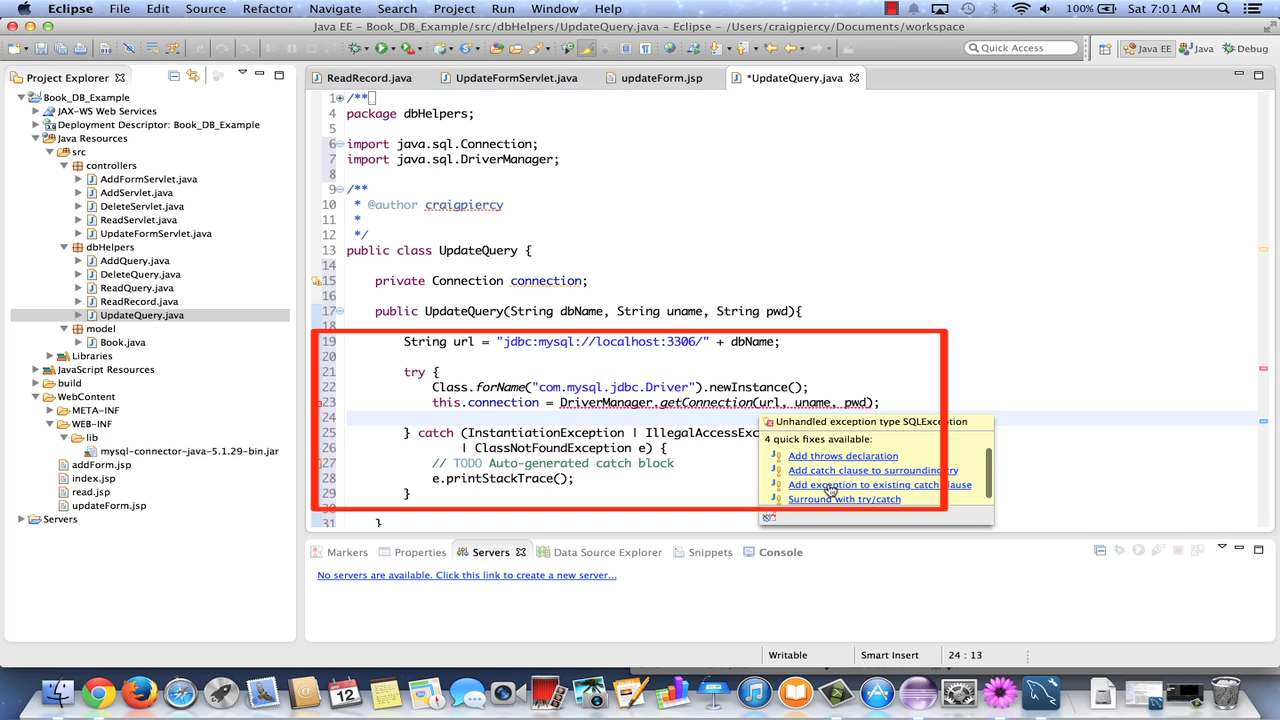 Eclipse File Edit Source Refactor Navigate Search Project Run Window Help 100% Sat 7:01 AM
Java EE – Book_DB_Example/src/dbHelpers/UpdateQuery.java – Eclipse – /Users/craigpiercy/Documents/workspace
Quick Access Java EE Java Debug
Project Explorer
Book_DB_Example
JAX-WS Web Services
Deployment Descriptor: Book_DB_Example
Java Resources
src
controllers
AddFormServlet.java
AddServlet.java
DeleteServlet.java
ReadServlet.java
UpdateFormServlet.java
dbHelpers
AddQuery.java
DeleteQuery.java
ReadQuery.java
ReadRecord.java
UpdateQuery.java
model
Book.java
Libraries
JavaScript Resources
build
WebContent
META-INF
WEB-INF
lib
mysql-connector-java-5.1.29-bin.jar
addForm.jsp
index.jsp
read.jsp
updateForm.jsp
Servers
ReadRecord.java UpdateFormServlet.java updateForm.jsp *UpdateQuery.java
1 /**
4 package dbHelpers;
5
6 import java.sql.Connection;
7 import java.sql.DriverManager;
8
9 /**
10 * @author craigpiercy
11 *
12 */
13 public class UpdateQuery {
14
15 private Connection connection;
16
17 public UpdateQuery(String dbName, String uname, String pwd){
18
19 String url = "jdbc:mysql://localhost:3306/" + dbName;
20
21 try {
22 Class.forName("com.mysql.jdbc.Driver").newInstance();
23 this.connection = DriverManager.getConnection(url, uname, pwd);
24
25 } catch (InstantiationException | IllegalAccessExc
26 | ClassNotFoundException e) {
27 // TODO Auto-generated catch block
28 e.printStackTrace();
29 }
31 }
Unhandled exception type SQLException
4 quick fixes available:
Add throws declaration
Add catch clause to surrounding try
Add exception to existing catch clause
Surround with try/catch
Markers Properties Servers Data Source Explorer Snippets Console
No servers are available. Click this link to create a new server...
Writable Smart Insert 24 : 13
12